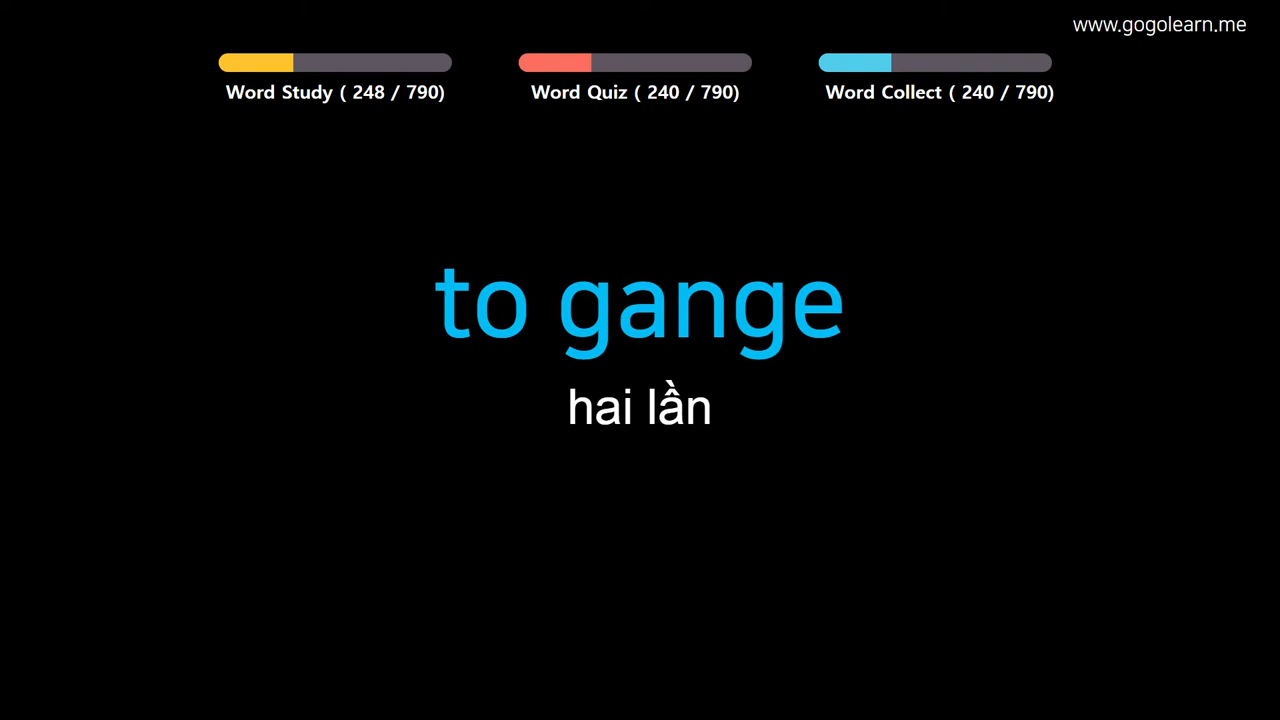 www.gogolearn.me
Word Study ( 248 / 790)
Word Quiz ( 240 / 790)
Word Collect ( 240 / 790)
to gange
hai lần